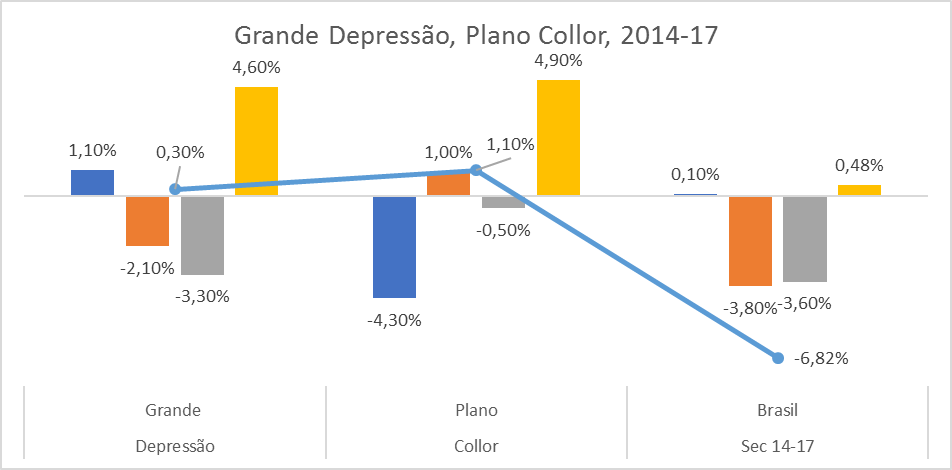 Grande Depressão, Plano Collor, 2014-17
4,60%
4,90%
1,10%
0,30%
1,00%
1,10%
0,10%
0,48%
-2,10%
-3,30%
-0,50%
-4,30%
-3,80%
-3,60%
-6,82%
Grande
Depressão
Plano
Collor
Brasil
Sec 14-17